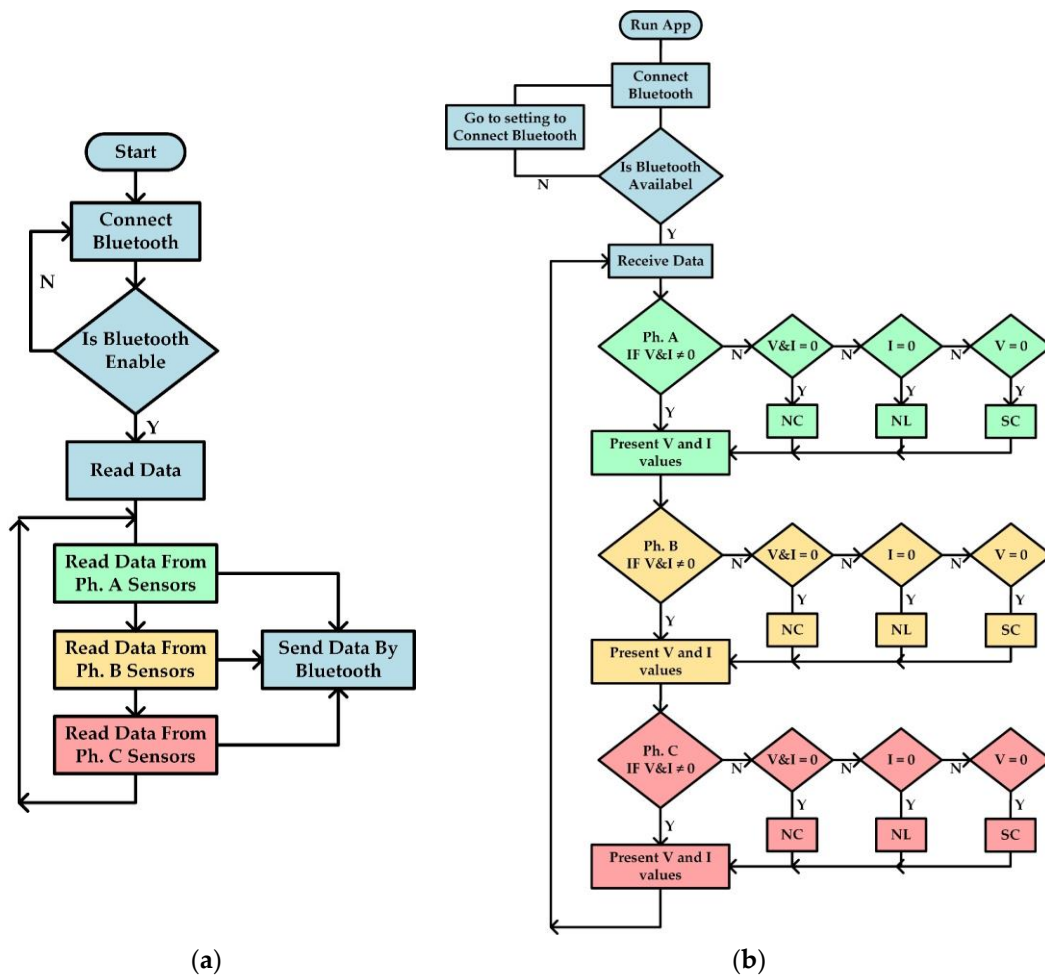 Start
Connect
Bluetooth
N
Is Bluetooth
Enable
Y
Read Data
Read Data From
Ph. A Sensors
Read Data From
Ph. B Sensors
Send Data By
Bluetooth
Read Data From
Ph. C Sensors
(a)
Run App
Connect
Bluetooth
Go to setting to
Connect Bluetooth
Is Bluetooth
Availabel
N
Y
Receive Data
Ph. A
IF V&I ≠ 0
N
V&I = 0
N
I = 0
N
V = 0
Y
Y
Y
Y
NC
NL
SC
Present V and I
values
Ph. B
IF V&I ≠ 0
N
V&I = 0
N
I = 0
N
V = 0
Y
Y
Y
Y
NC
NL
SC
Present V and I
values
Ph. C
IF V&I ≠ 0
N
V&I = 0
N
I = 0
N
V = 0
Y
Y
Y
Y
NC
NL
SC
Present V and I
values
(b)